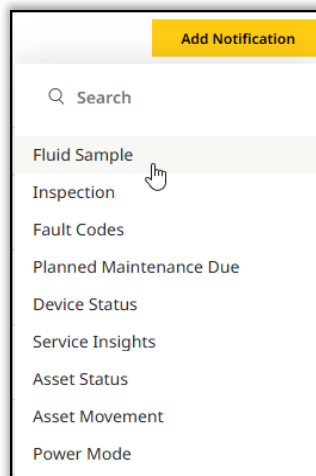 Add Notification
Search
Fluid Sample
Inspection
Fault Codes
Planned Maintenance Due
Device Status
Service Insights
Asset Status
Asset Movement
Power Mode